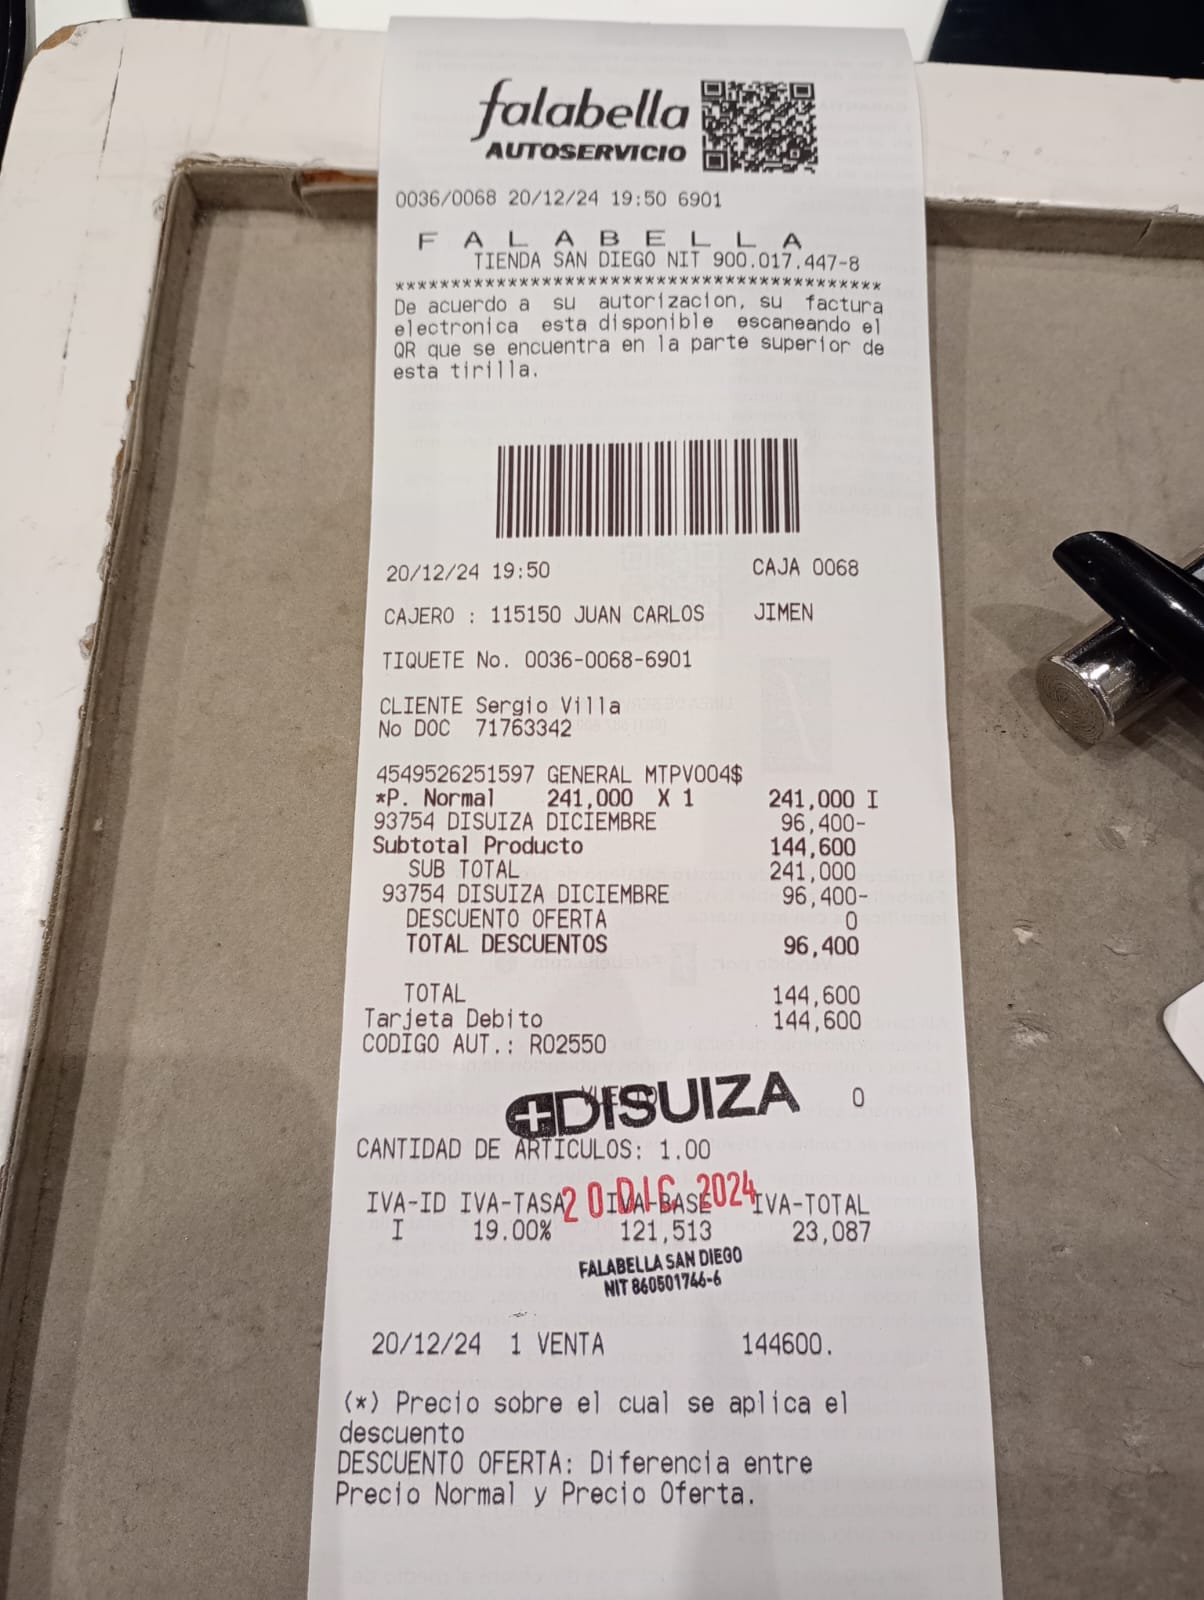 falabella
AUTOSERVICIO
0036/0068 20/12/24 19:50 6901
F A L A B E L L A
TIENDA SAN DIEGO NIT 900.017.447-8
******************************************
De acuerdo a su autorizacion, su factura
electronica esta disponible escaneando el
QR que se encuentra en la parte superior de
esta tirilla.
20/12/24 19:50 CAJA 0068
CAJERO : 115150 JUAN CARLOS JIMEN
TIQUETE No. 0036-0068-6901
CLIENTE Sergio Villa
No DOC 71763342
4549526251597 GENERAL MTPV004$
*P. Normal 241,000 X 1 241,000 I
93754 DISUIZA DICIEMBRE 96,400-
Subtotal Producto 144,600
SUB TOTAL 241,000
93754 DISUIZA DICIEMBRE 96,400-
DESCUENTO OFERTA 0
TOTAL DESCUENTOS 96,400
TOTAL 144,600
Tarjeta Debito 144,600
CODIGO AUT.: RO2550
DISUIZA 0
CANTIDAD DE ARTICULOS: 1.00
20 DIC 2024
IVA-ID IVA-TASA IVA-BASE IVA-TOTAL
I 19.00% 121,513 23,087
FALABELLA SAN DIEGO
NIT 860501746-6
20/12/24 1 VENTA 144600.
(*) Precio sobre el cual se aplica el
descuento
DESCUENTO OFERTA: Diferencia entre
Precio Normal y Precio Oferta.